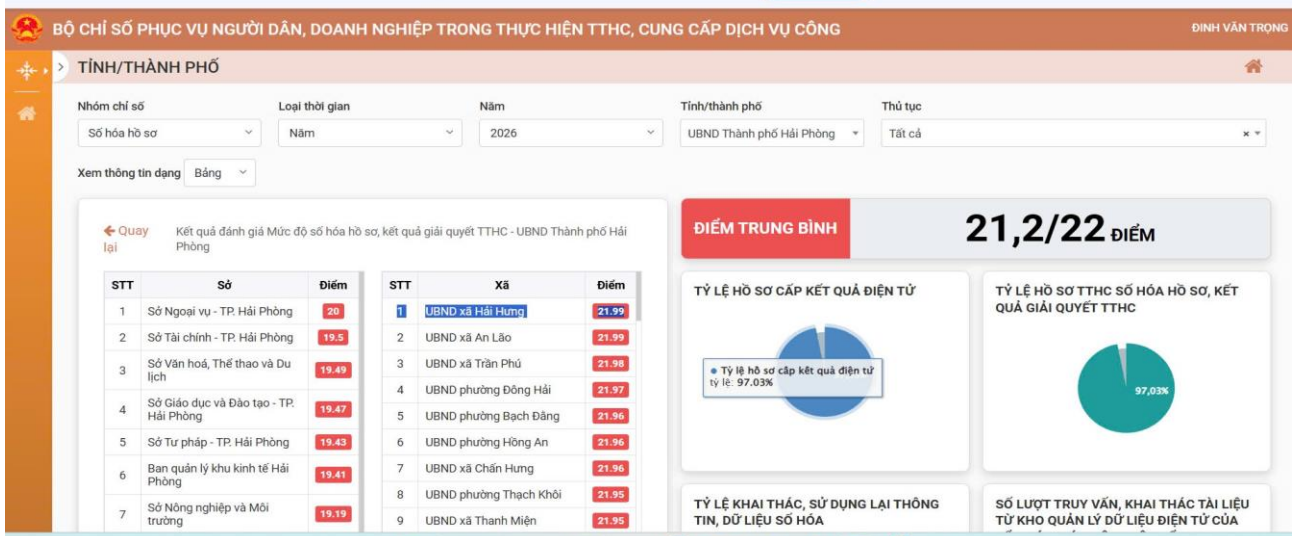 BỘ CHỈ SỐ PHỤC VỤ NGƯỜI DÂN, DOANH NGHIỆP TRONG THỰC HIỆN TTHC, CUNG CẤP DỊCH VỤ CÔNG
ĐINH VĂN TRỌNG
TỈNH/THÀNH PHỐ
Nhóm chỉ số
Loại thời gian
Năm
Tỉnh/thành phố
Thủ tục
Số hóa hồ sơ
Năm
2026
UBND Thành phố Hải Phòng
Tất cả
Xem thông tin dạng
Bảng
Quay lại
Kết quả đánh giá Mức độ số hóa hồ sơ, kết quả giải quyết TTHC - UBND Thành phố Hải Phòng
STT Sở Điểm
1 Sở Ngoại vụ - TP. Hải Phòng 20
2 Sở Tài chính - TP. Hải Phòng 19.5
3 Sở Văn hoá, Thể thao và Du lịch 19.49
4 Sở Giáo dục và Đào tạo - TP. Hải Phòng 19.47
5 Sở Tư pháp - TP. Hải Phòng 19.43
6 Ban quản lý khu kinh tế Hải Phòng 19.41
7 Sở Nông nghiệp và Môi trường 19.19
STT Xã Điểm
1 UBND xã Hải Hưng 21.99
2 UBND xã An Lão 21.99
3 UBND xã Trần Phú 21.98
4 UBND phường Đông Hải 21.97
5 UBND phường Bạch Đằng 21.96
6 UBND phường Hồng An 21.96
7 UBND xã Chấn Hưng 21.96
8 UBND phường Thạch Khôi 21.95
9 UBND xã Thanh Miện 21.95
ĐIỂM TRUNG BÌNH
21,2/22 ĐIỂM
TỶ LỆ HỒ SƠ CẤP KẾT QUẢ ĐIỆN TỬ
Tỷ lệ hồ sơ cấp kết quả điện tử
tỷ lệ: 97.03%
TỶ LỆ HỒ SƠ TTHC SỐ HÓA HỒ SƠ, KẾT
QUẢ GIẢI QUYẾT TTHC
97,03%
TỶ LỆ KHAI THÁC, SỬ DỤNG LẠI THÔNG
TIN, DỮ LIỆU SỐ HÓA
SỐ LƯỢT TRUY VẤN, KHAI THÁC TÀI LIỆU
TỪ KHO QUẢN LÝ DỮ LIỆU ĐIỆN TỬ CỦA